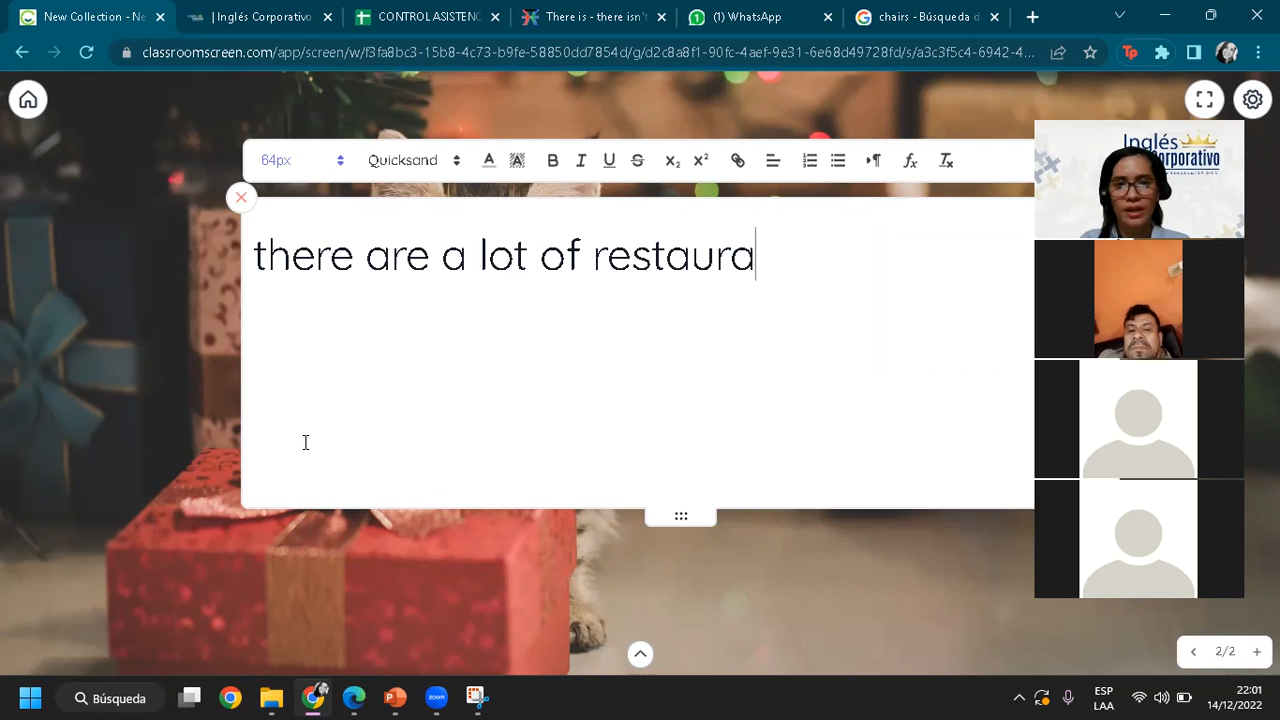 New Collection - Ne
| Inglés Corporativo
CONTROL ASISTENC
There is - there isn't
(1) WhatsApp
chairs - Búsqueda d
classroomscreen.com/app/screen/w/f3fa8bc3-15b8-4c73-b9fe-58850dd7854d/g/d2c8a8f1-90fc-4aef-9e31-6e68d49728fd/s/a3c3f5c4-6942-4...
64px
Quicksand
there are a lot of restaura
Inglés
Corporativo
2/2
Búsqueda
zoom
ESP
LAA
22:01
14/12/2022